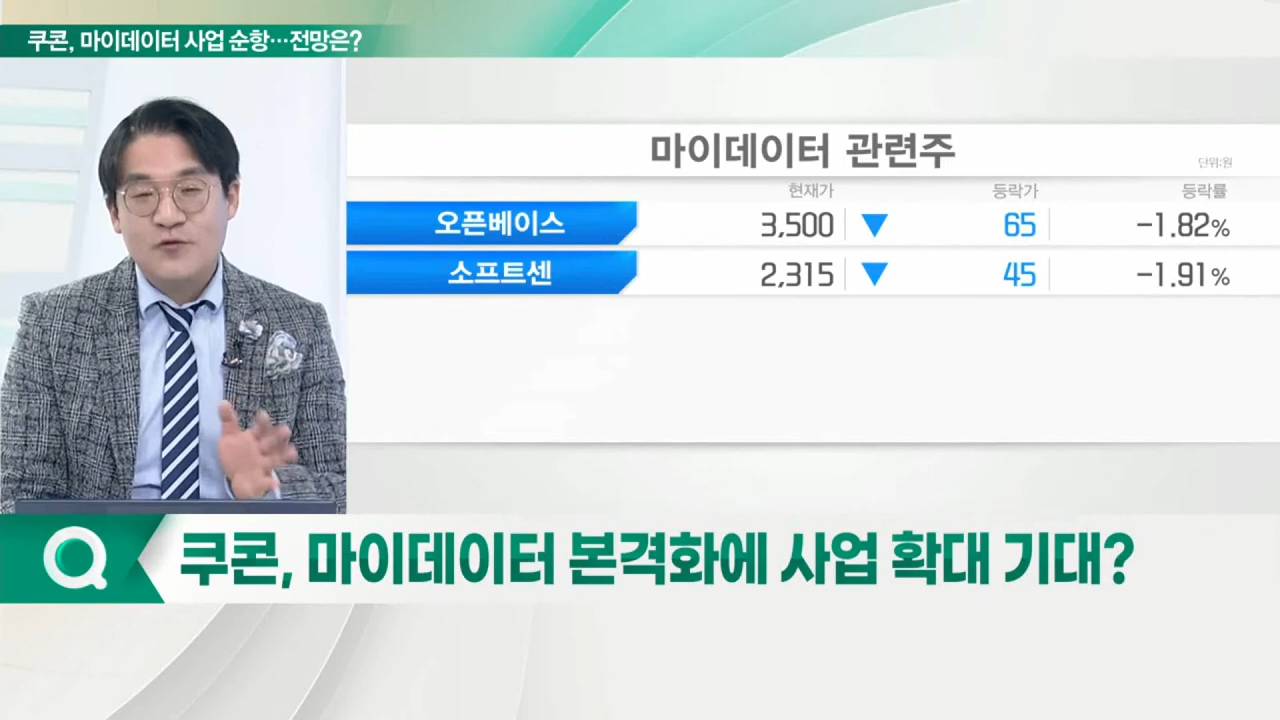 쿠콘, 마이데이터 사업 순항…전망은?
마이데이터 관련주
단위:원
현재가 등락가 등락률
오픈베이스 3,500 ▼ 65 -1.82%
소프트센 2,315 ▼ 45 -1.91%
쿠콘, 마이데이터 본격화에 사업 확대 기대?